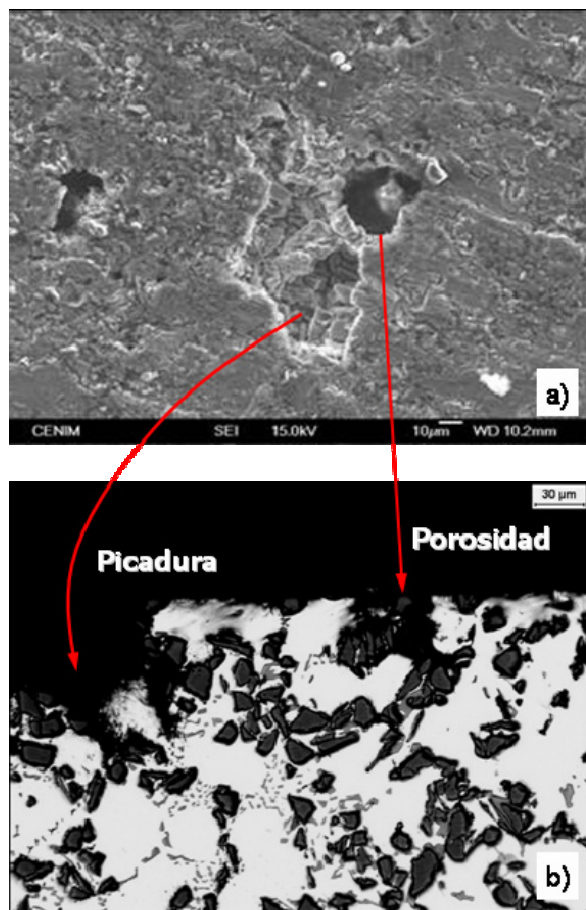 a)
CENIM SEI 15.0kV 10μm WD 10.2mm
30 μm
Picadura
Porosidad
b)